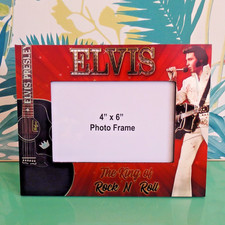 ELVIS
ELVIS PRESLEY
4” x 6”
Photo Frame
The King of
Rock N Roll